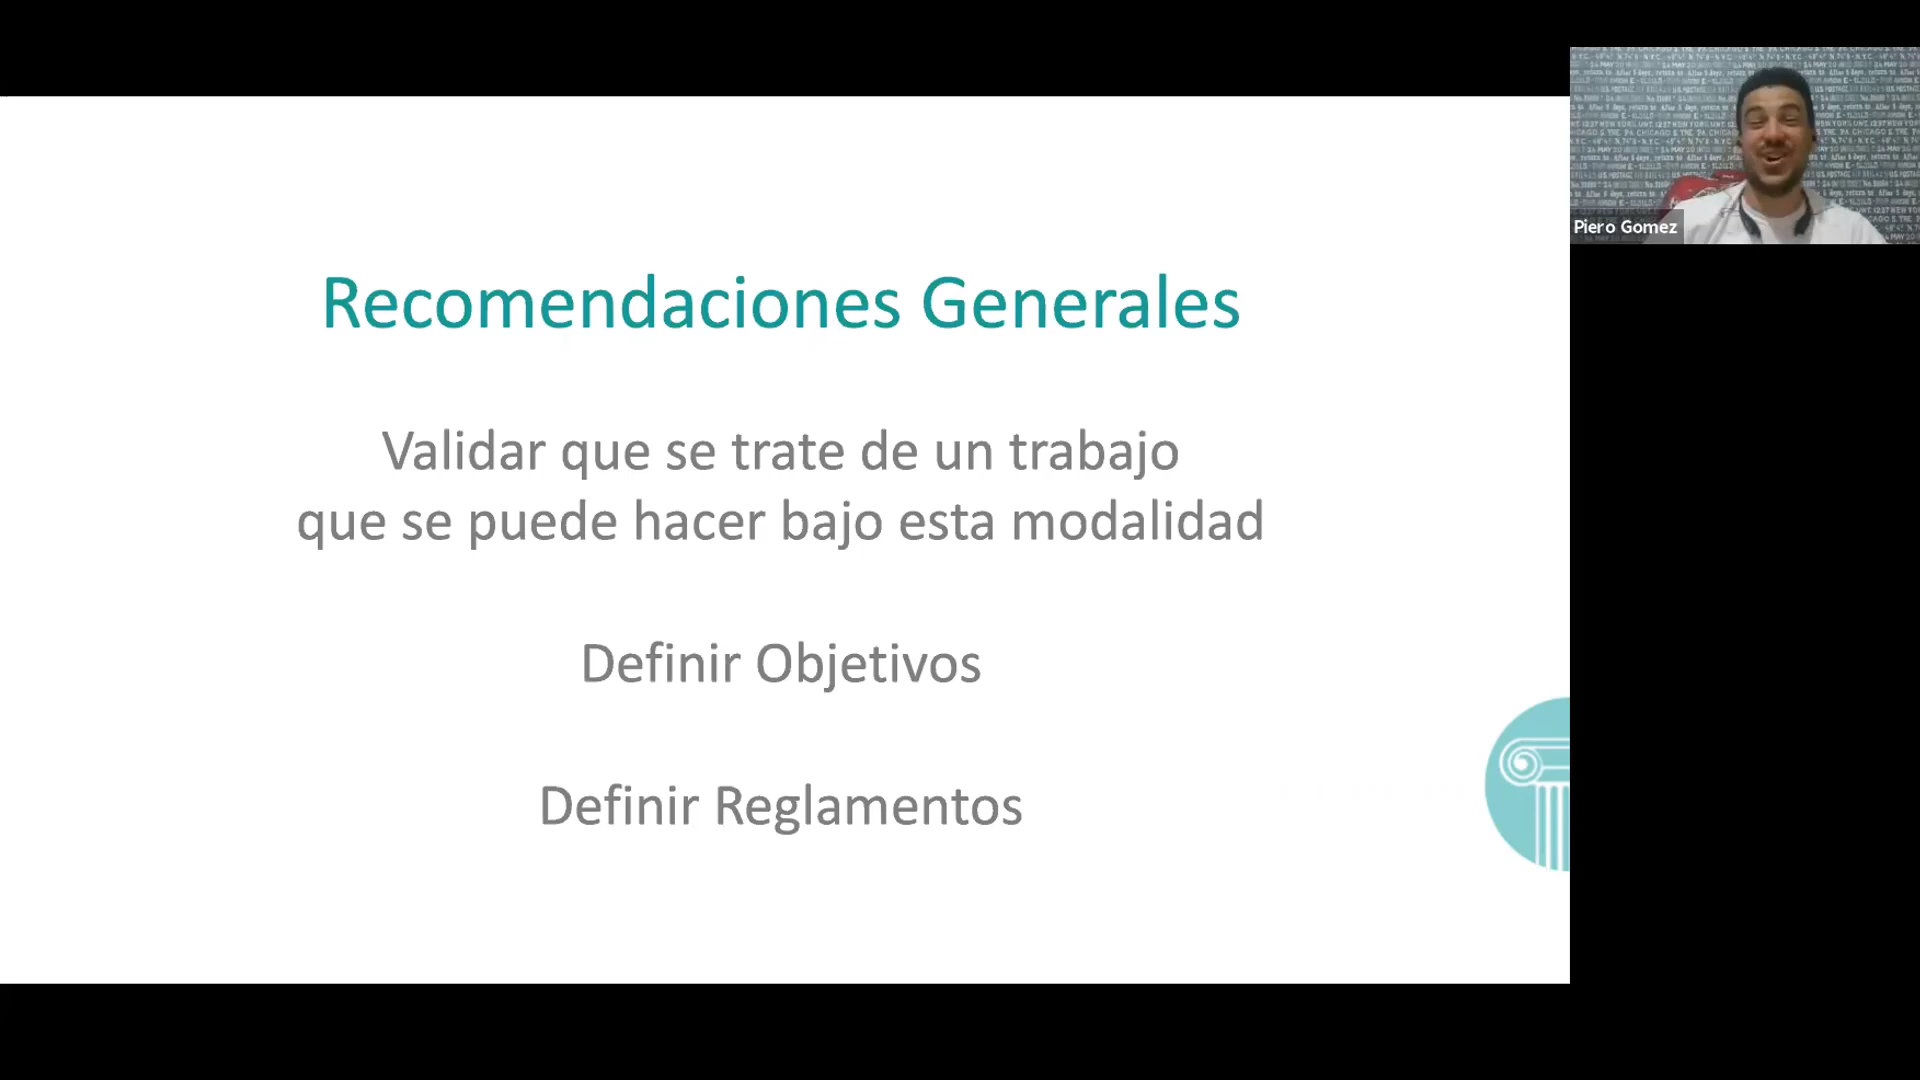 Recomendaciones Generales
Validar que se trate de un trabajo
que se puede hacer bajo esta modalidad
Definir Objetivos
Definir Reglamentos
Piero Gomez